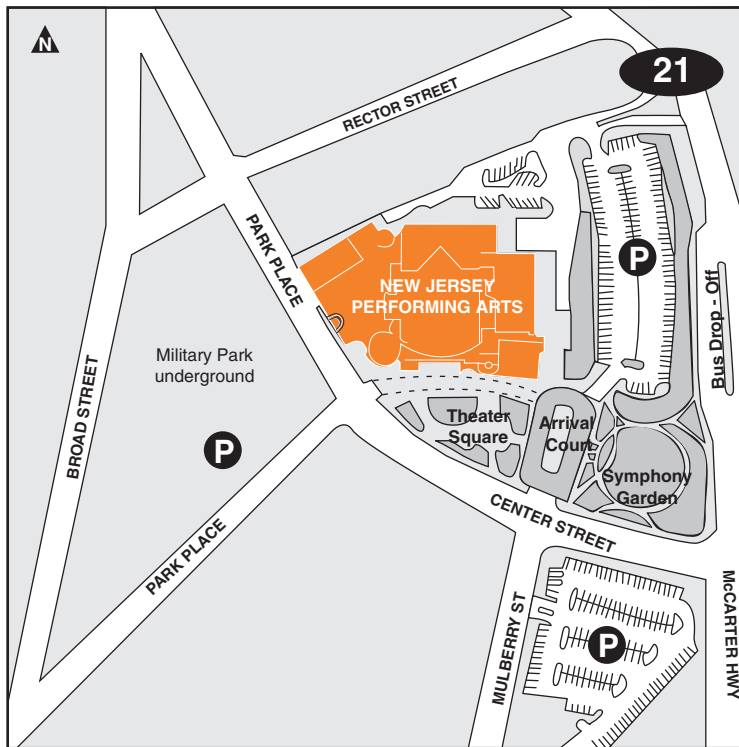 N
21
RECTOR STREET
PARK PLACE
NEW JERSEY
PERFORMING ARTS
P
Bus Drop - Off
Military Park
underground
P
BROAD STREET
Theater
Square
Arrival
Court
Symphony
Garden
PARK PLACE
CENTER STREET
MULBERRY ST
P
McCARTER HWY